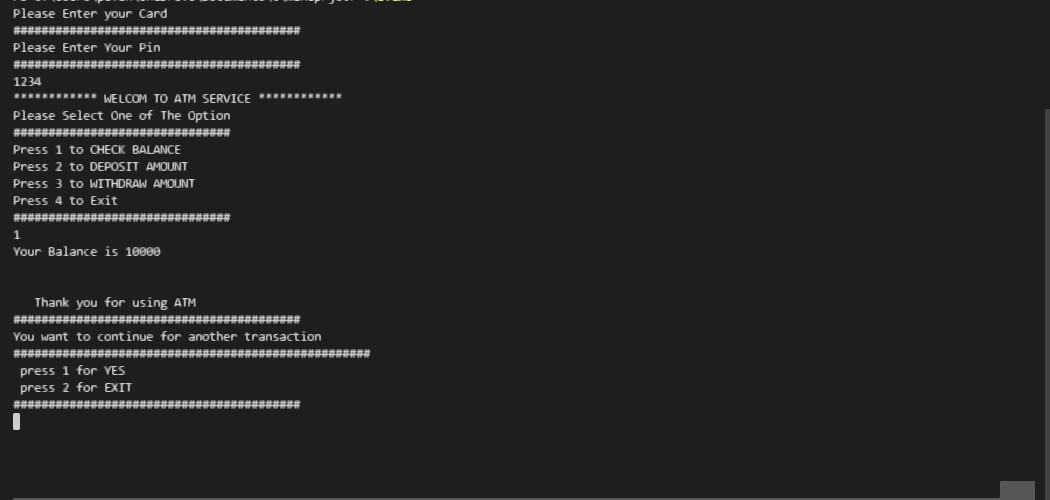 Please Enter your Card
#########################################
Please Enter Your Pin
#########################################
1234
************ WELCOM TO ATM SERVICE ************
Please Select One of The Option
###############################
Press 1 to CHECK BALANCE
Press 2 to DEPOSIT AMOUNT
Press 3 to WITHDRAW AMOUNT
Press 4 to Exit
###############################
1
Your Balance is 10000
Thank you for using ATM
#########################################
You want to continue for another transaction
###################################################
press 1 for YES
press 2 for EXIT
#########################################